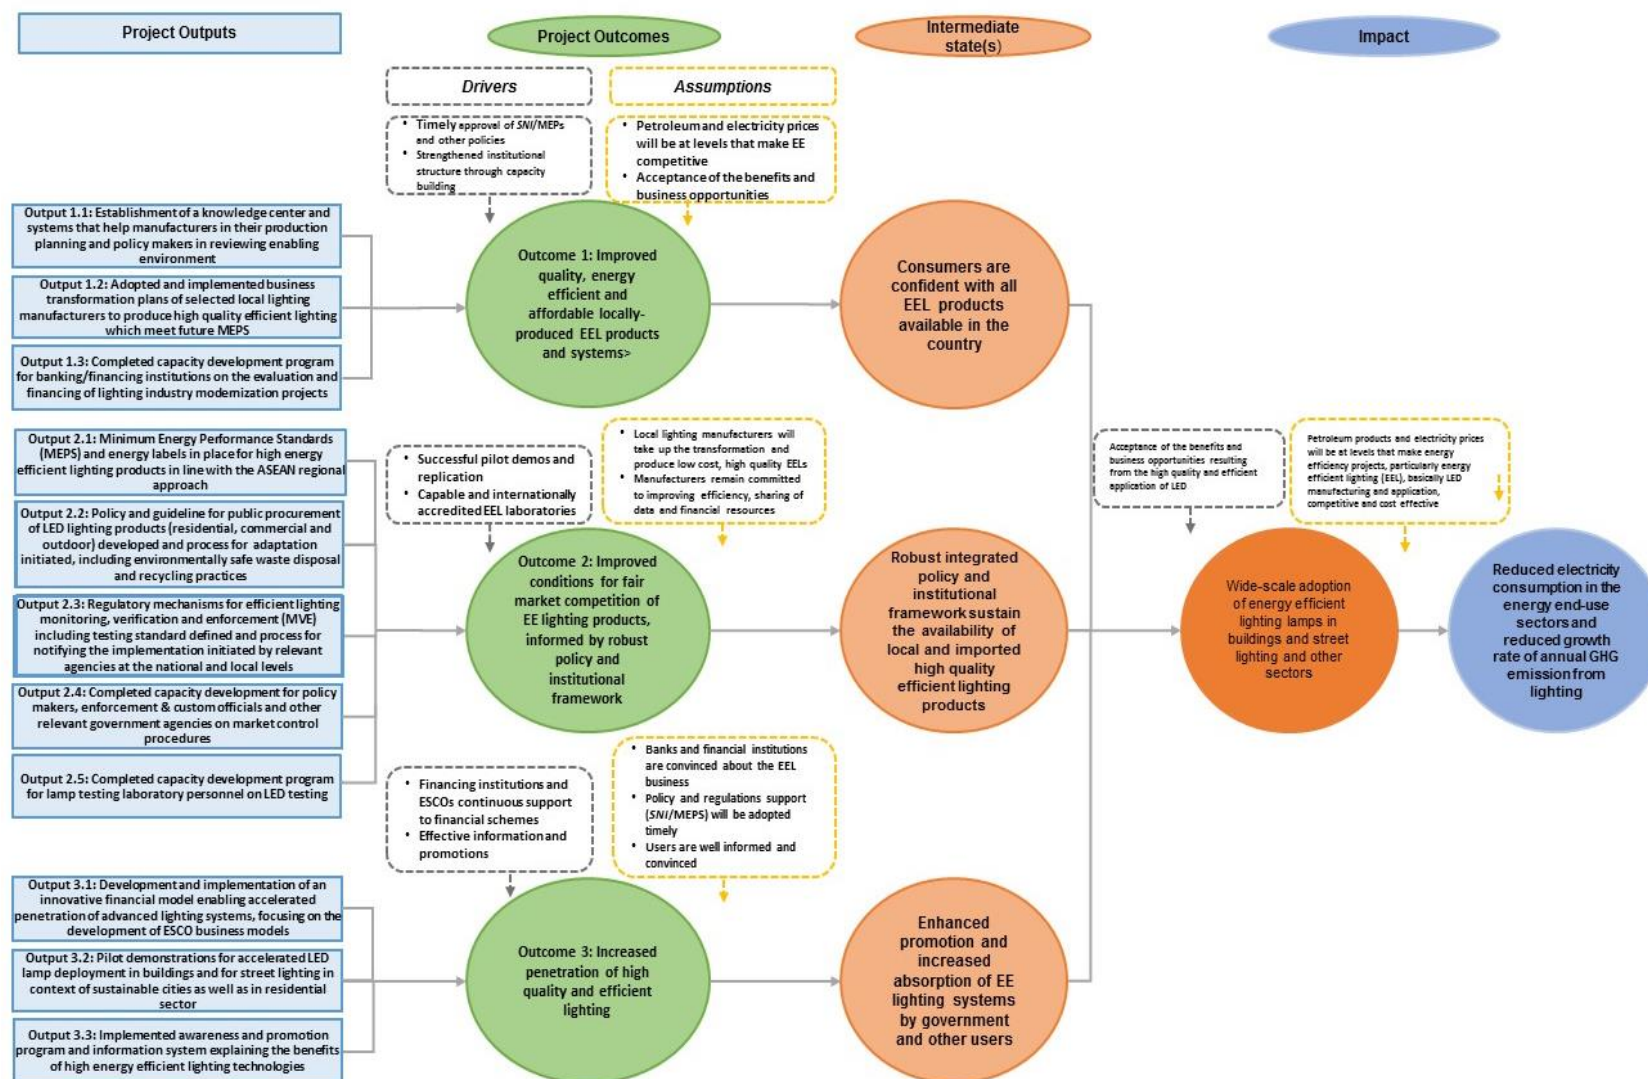 Project Outputs
Project Outcomes
Intermediate
state(s)
Impact
Drivers
Assumptions
• Timely approval of SNI/MEPs
and other policies
• Strengthened institutional
structure through capacity
building
• Petroleum and electricity prices
will be at levels that make EE
competitive
• Acceptance of the benefits and
business opportunities
Output 1.1: Establishment of a knowledge center and
systems that help manufacturers in their production
planning and policy makers in reviewing enabling
environment
Output 1.2: Adopted and implemented business
transformation plans of selected local lighting
manufacturers to produce high quality efficient lighting
which meet future MEPS
Output 1.3: Completed capacity development program
for banking/financing institutions on the evaluation and
financing of lighting industry modernization projects
Outcome 1: Improved
quality, energy
efficient and
affordable locally-
produced EEL products
and systems>
Consumers are
confident with all
EEL products
available in the
country
Output 2.1: Minimum Energy Performance Standards
(MEPS) and energy labels in place for high energy
efficient lighting products in line with the ASEAN regional
approach
Output 2.2: Policy and guideline for public procurement
of LED lighting products (residential, commercial and
outdoor) developed and process for adaptation
initiated, including environmentally safe waste disposal
and recycling practices
Output 2.3: Regulatory mechanisms for efficient lighting
monitoring, verification and enforcement (MVE)
including testing standard defined and process for
notifying the implementation initiated by relevant
agencies at the national and local levels
Output 2.4: Completed capacity development for policy
makers, enforcement & custom officials and other
relevant government agencies on market control
procedures
Output 2.5: Completed capacity development program
for lamp testing laboratory personnel on LED testing
• Successful pilot demos and
replication
• Capable and internationally
accredited EEL laboratories
• Local lighting manufacturers will
take up the transformation and
produce low cost, high quality EELs
• Manufacturers remain committed
to improving efficiency, sharing of
data and financial resources
Outcome 2: Improved
conditions for fair
market competition of
EE lighting products,
informed by robust
policy and
institutional
framework
Robust integrated
policy and
institutional
framework sustain
the availability of
local and imported
high quality
efficient lighting
products
Acceptance of the benefits and
business opportunities resulting
from the high quality and efficient
application of LED
Petroleum products and electricity prices
will be at levels that make energy
efficiency projects, particularly energy
efficient lighting (EEL), basically LED
manufacturing and application,
competitive and cost effective
Wide-scale adoption
of energy efficient
lighting lamps in
buildings and street
lighting and other
sectors
Reduced electricity
consumption in the
energy end-use
sectors and
reduced growth
rate of annual GHG
emission from
lighting
• Financing institutions and
ESCOs continuous support
to financial schemes
• Effective information and
promotions
• Banks and financial institutions
are convinced about the EEL
business
• Policy and regulations support
(SNI/MEPS) will be adopted
timely
• Users are well informed and
convinced
Output 3.1: Development and implementation of an
innovative financial model enabling accelerated
penetration of advanced lighting systems, focusing on the
development of ESCO business models
Output 3.2: Pilot demonstrations for accelerated LED
lamp deployment in buildings and for street lighting in
context of sustainable cities as well as in residential
sector
Output 3.3: Implemented awareness and promotion
program and information system explaining the benefits
of high energy efficient lighting technologies
Outcome 3: Increased
penetration of high
quality and efficient
lighting
Enhanced
promotion and
increased
absorption of EE
lighting systems
by government
and other users